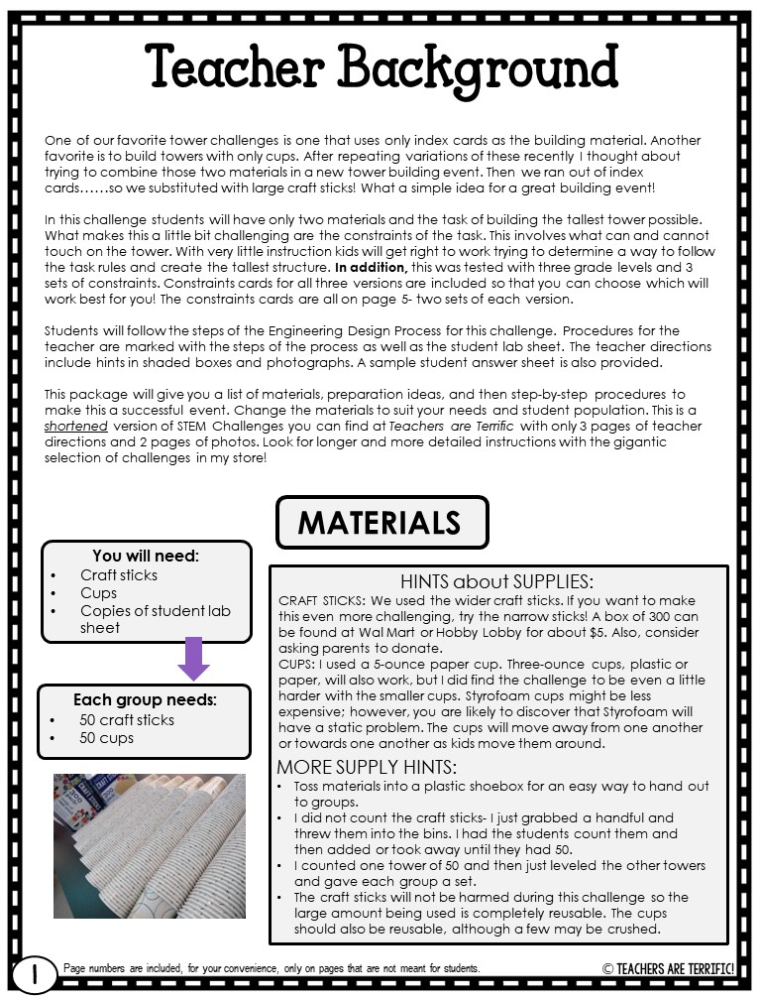 Teacher Background
One of our favorite tower challenges is one that uses only index cards as the building material. Another
favorite is to build towers with only cups. After repeating variations of these recently I thought about
trying to combine those two materials in a new tower building event. Then we ran out of index
cards……so we substituted with large craft sticks! What a simple idea for a great building event!
In this challenge students will have only two materials and the task of building the tallest tower possible.
What makes this a little bit challenging are the constraints of the task. This involves what can and cannot
touch on the tower. With very little instruction kids will get right to work trying to determine a way to follow
the task rules and create the tallest structure. In addition, this was tested with three grade levels and 3
sets of constraints. Constraints cards for all three versions are included so that you can choose which will
work best for you! The constraints cards are all on page 5- two sets of each version.
Students will follow the steps of the Engineering Design Process for this challenge. Procedures for the
teacher are marked with the steps of the process as well as the student lab sheet. The teacher directions
include hints in shaded boxes and photographs. A sample student answer sheet is also provided.
This package will give you a list of materials, preparation ideas, and then step-by-step procedures to
make this a successful event. Change the materials to suit your needs and student population. This is a
shortened version of STEM Challenges you can find at Teachers are Terrific with only 3 pages of teacher
directions and 2 pages of photos. Look for longer and more detailed instructions with the gigantic
selection of challenges in my store!
MATERIALS
You will need:
• Craft sticks
• Cups
• Copies of student lab
sheet
Each group needs:
• 50 craft sticks
• 50 cups
HINTS about SUPPLIES:
CRAFT STICKS: We used the wider craft sticks. If you want to make
this even more challenging, try the narrow sticks! A box of 300 can
be found at Wal Mart or Hobby Lobby for about $5. Also, consider
asking parents to donate.
CUPS: I used a 5-ounce paper cup. Three-ounce cups, plastic or
paper, will also work, but I did find the challenge to be even a little
harder with the smaller cups. Styrofoam cups might be less
expensive; however, you are likely to discover that Styrofoam will
have a static problem. The cups will move away from one another
or towards one another as kids move them around.
MORE SUPPLY HINTS:
• Toss materials into a plastic shoebox for an easy way to hand out
to groups.
• I did not count the craft sticks- I just grabbed a handful and
threw them into the bins. I had the students count them and
then added or took away until they had 50.
• I counted one tower of 50 and then just leveled the other towers
and gave each group a set.
• The craft sticks will not be harmed during this challenge so the
large amount being used is completely reusable. The cups
should also be reusable, although a few may be crushed.
1
Page numbers are included, for your convenience, only on pages that are not meant for students.
© TEACHERS ARE TERRIFIC!